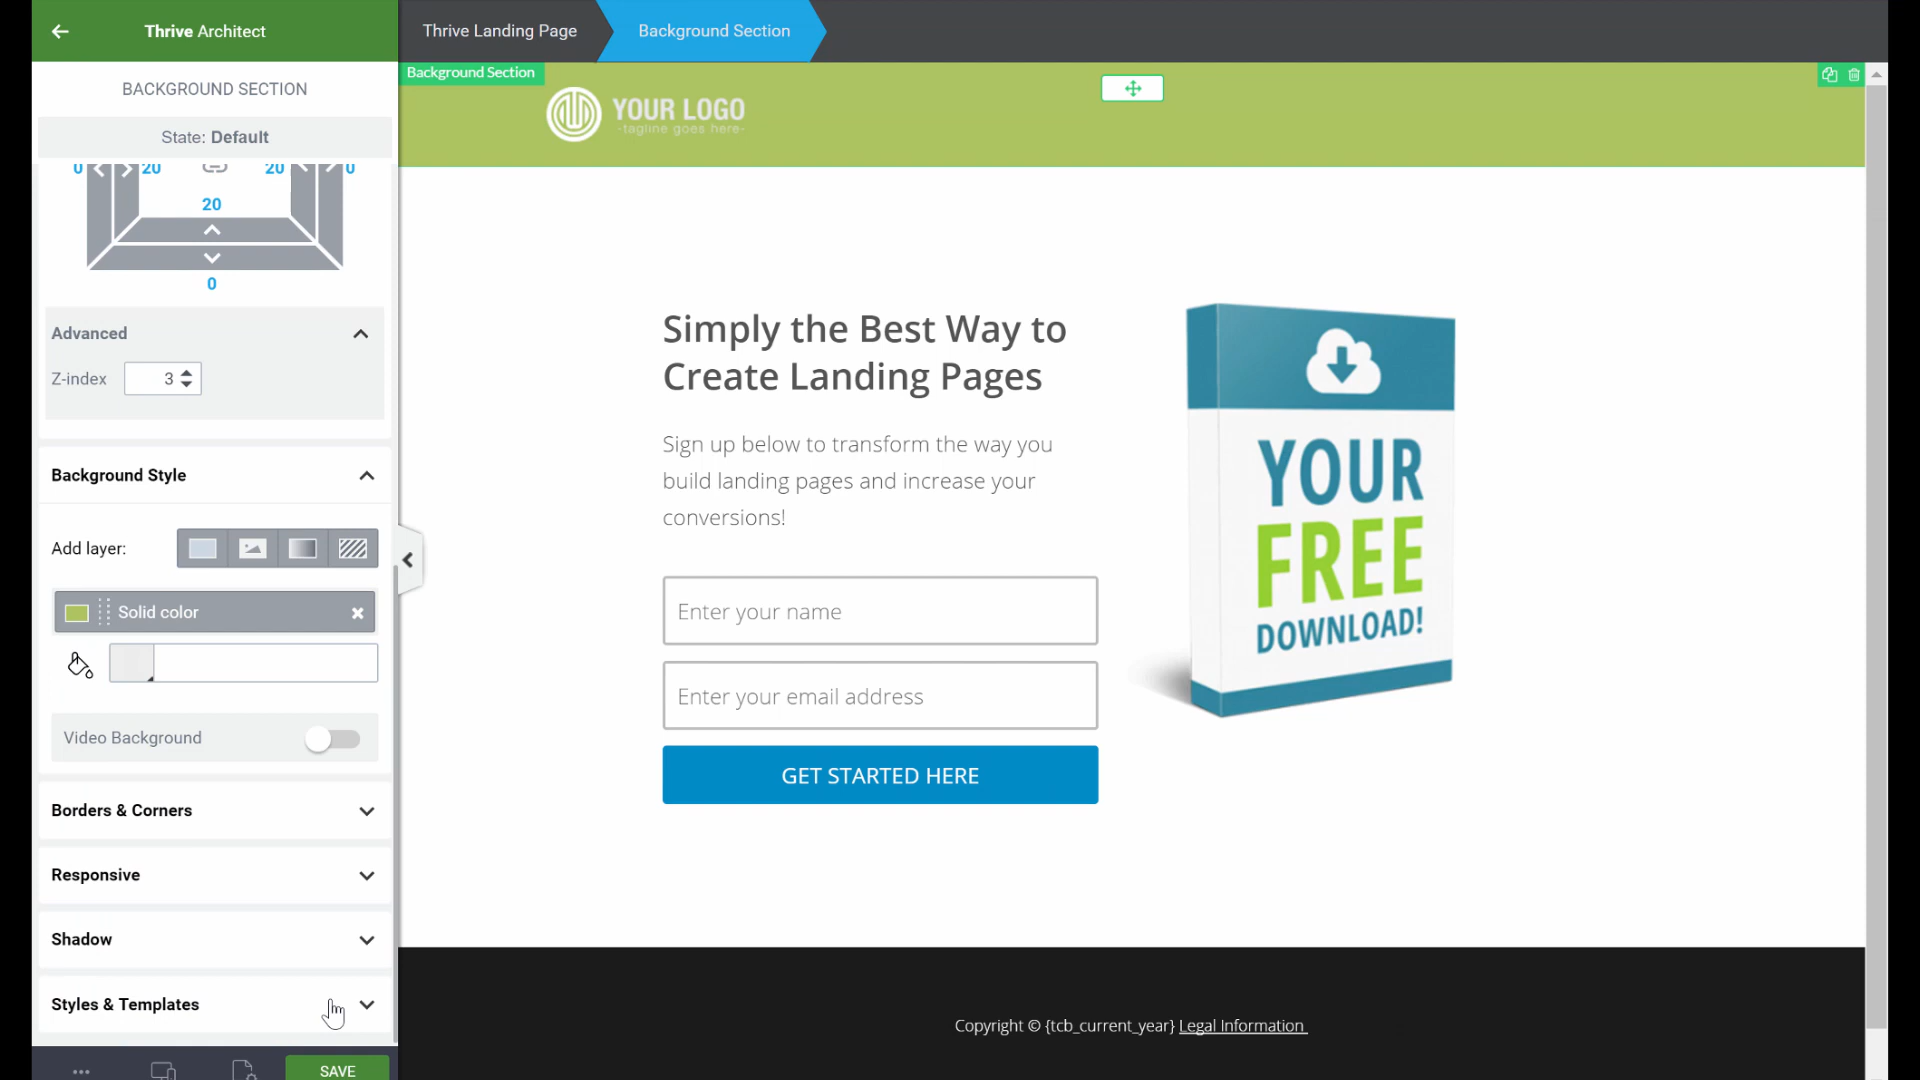 Thrive Architect
Thrive Landing Page
Background Section
BACKGROUND SECTION
State: Default
0
20
20
0
20
0
Advanced
Z-index
3
Background Style
Add layer:
Solid color
Video Background
Borders & Corners
Responsive
Shadow
Styles & Templates
SAVE
Background Section
YOUR LOGO
-tagline goes here-
Simply the Best Way to
Create Landing Pages
Sign up below to transform the way you
build landing pages and increase your
conversions!
Enter your name
Enter your email address
GET STARTED HERE
YOUR
FREE
DOWNLOAD!
Copyright © {tcb_current_year} Legal Information